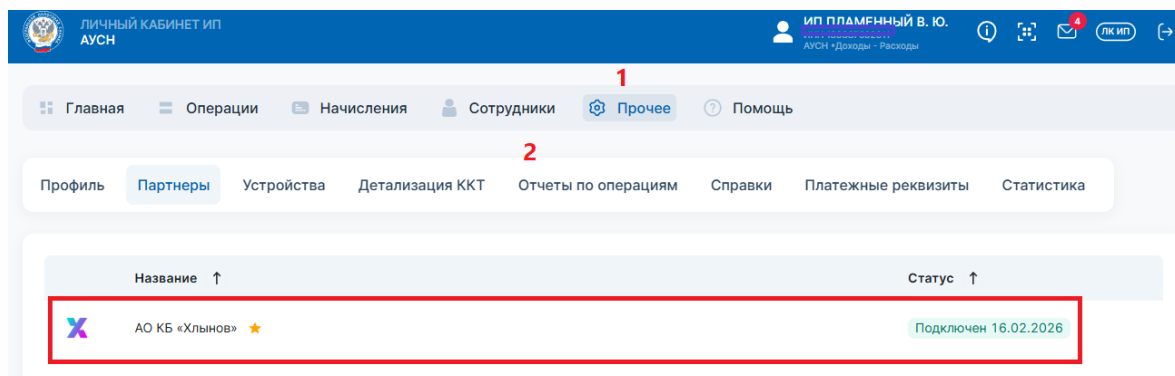 ЛИЧНЫЙ КАБИНЕТ ИП
АУСН
ИП ПЛАМЕННЫЙ В. Ю.
АУСН •Доходы - Расходы
4
ЛК ИП
1
Главная Операции Начисления Сотрудники Прочее ? Помощь
2
Профиль Партнеры Устройства Детализация ККТ Отчеты по операциям Справки Платежные реквизиты Статистика
Название ↑ Статус ↑
АО КБ «Хлынов» Подключен 16.02.2026